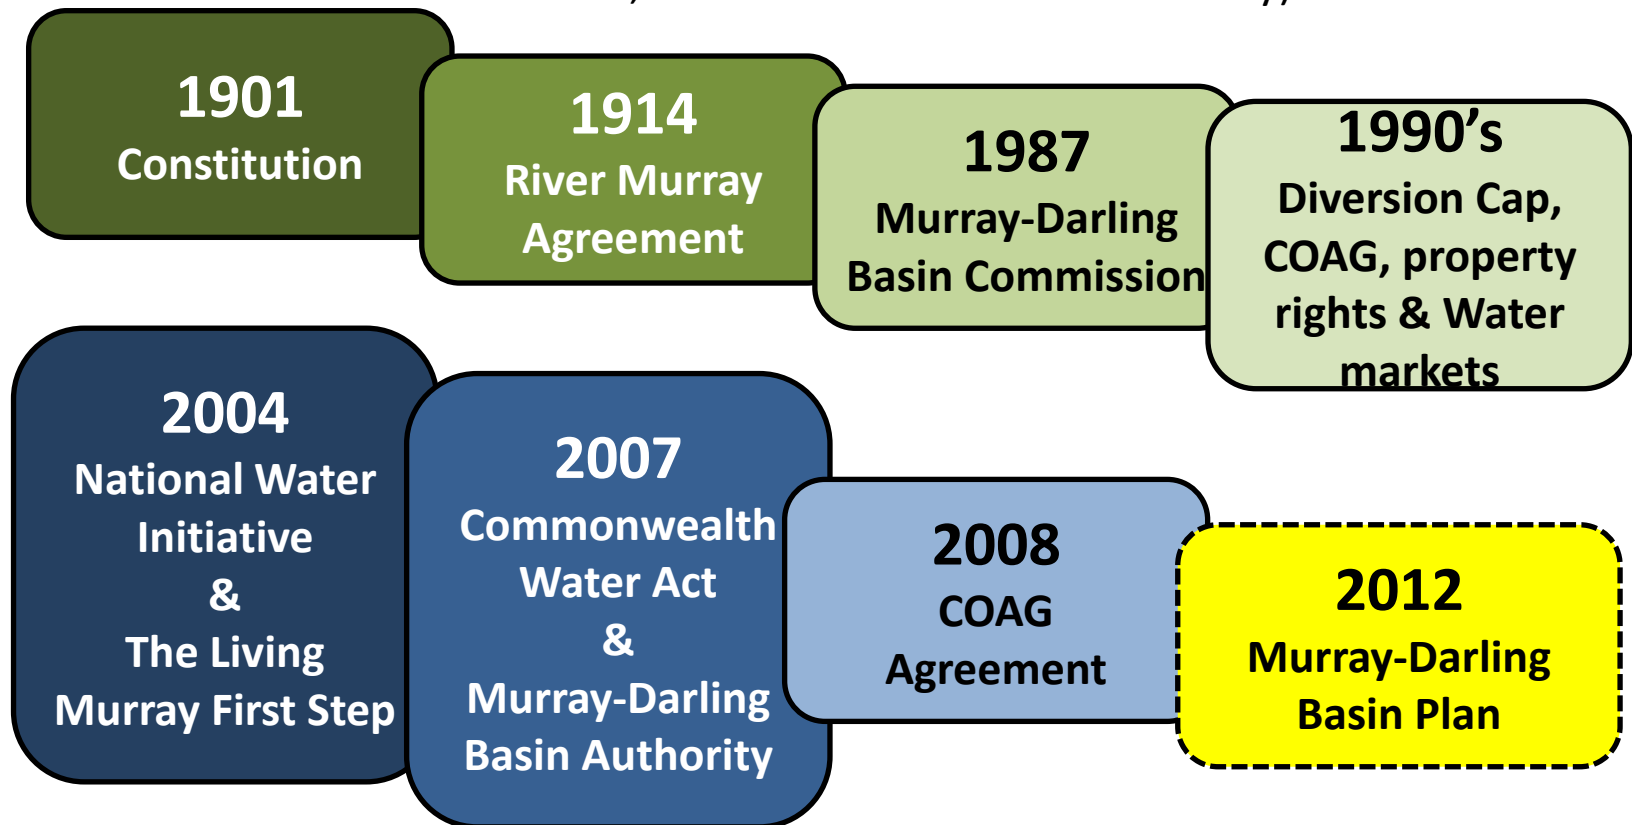 1901
Constitution
1914
River Murray
Agreement
1987
Murray-Darling
Basin Commission
1990’s
Diversion Cap,
COAG, property
rights & Water
markets
2004
National Water
Initiative
&
The Living
Murray First Step
2007
Commonwealth
Water Act
&
Murray-Darling
Basin Authority
2008
COAG
Agreement
2012
Murray-Darling
Basin Plan